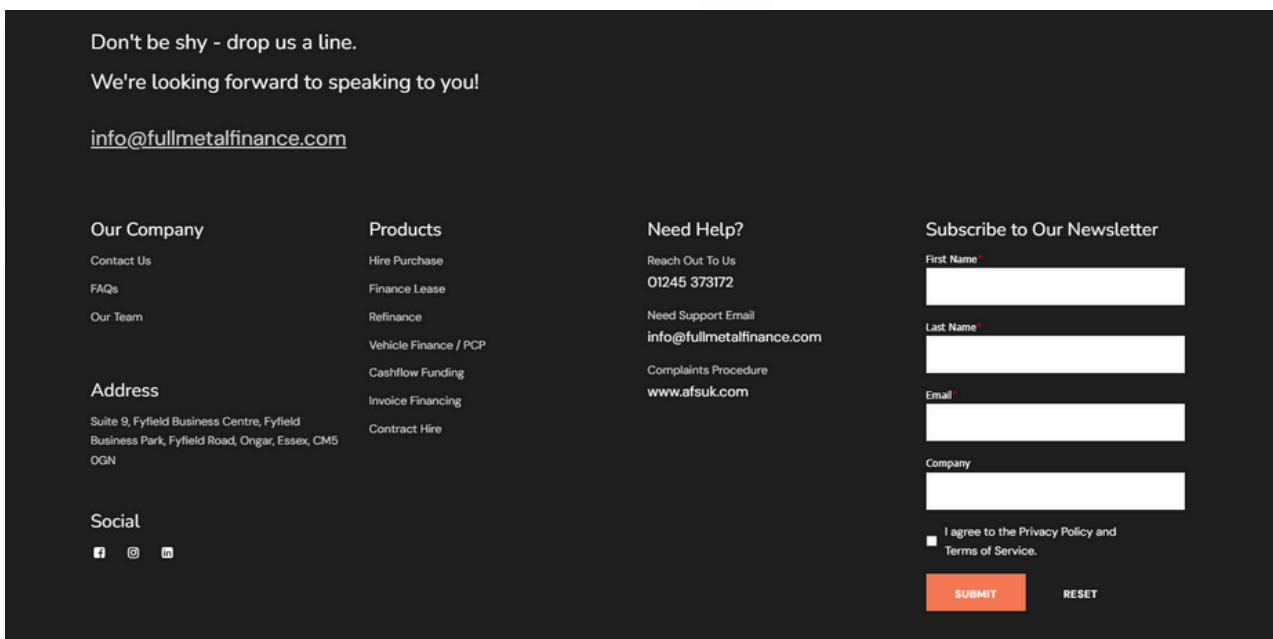 Don't be shy - drop us a line.
We're looking forward to speaking to you!
info@fullmetalfinance.com
Our Company
Contact Us
FAQs
Our Team
Address
Suite 9, Fyfield Business Centre, Fyfield
Business Park, Fyfield Road, Ongar, Essex, CM5
0GN
Social
Products
Hire Purchase
Finance Lease
Refinance
Vehicle Finance / PCP
Cashflow Funding
Invoice Financing
Contract Hire
Need Help?
Reach Out To Us
01245 373172
Need Support Email
info@fullmetalfinance.com
Complaints Procedure
www.afsuk.com
Subscribe to Our Newsletter
First Name*
Last Name*
Email*
Company
I agree to the Privacy Policy and
Terms of Service.
SUBMIT RESET